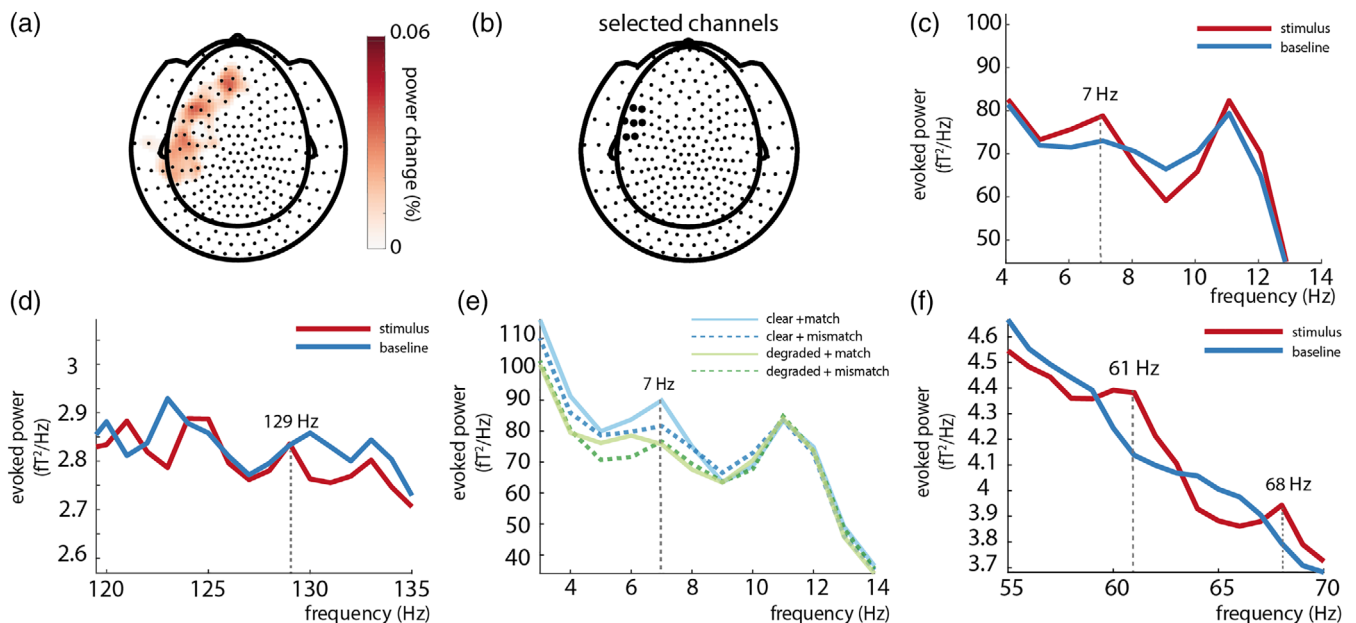 (a)
0.06
power change (%)
0
(b)
selected channels
(c)
100
90
80
70
60
50
evoked power
(fT²/Hz)
stimulus
baseline
7 Hz
4 6 8 10 12 14
frequency (Hz)
(d)
3
2.9
2.8
2.7
2.6
evoked power
(fT²/Hz)
stimulus
baseline
129 Hz
120 125 130 135
frequency (Hz)
(e)
110
100
90
80
70
60
50
40
evoked power
(fT²/Hz)
clear +match
clear + mismatch
degraded + match
degraded + mismatch
7 Hz
4 6 8 10 12 14
frequency (Hz)
(f)
4.6
4.5
4.4
4.3
4.2
4.1
4
3.9
3.8
3.7
evoked power
(fT²/Hz)
stimulus
baseline
61 Hz
68 Hz
55 60 65 70
frequency (Hz)